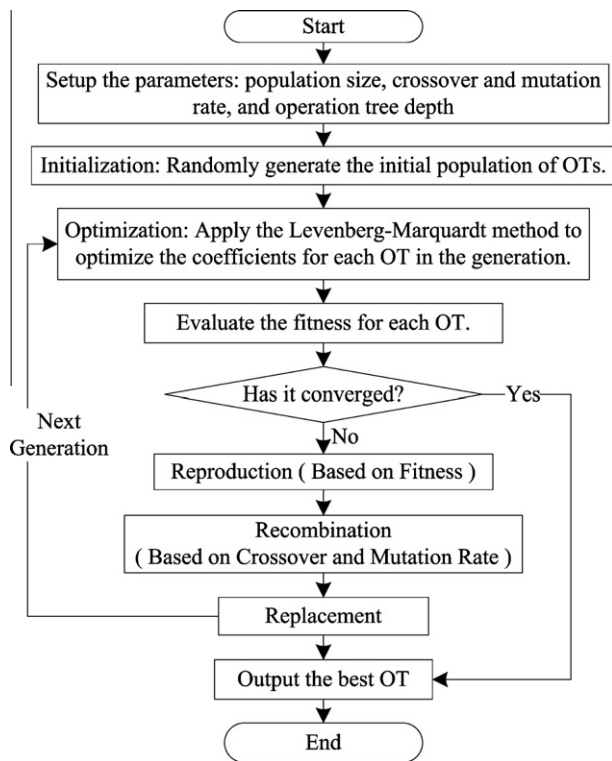 Start
Setup the parameters: population size, crossover and mutation
rate, and operation tree depth
Initialization: Randomly generate the initial population of OTs.
Optimization: Apply the Levenberg-Marquardt method to
optimize the coefficients for each OT in the generation.
Evaluate the fitness for each OT.
Has it converged?
Yes
No
Next
Generation
Reproduction ( Based on Fitness )
Recombination
( Based on Crossover and Mutation Rate )
Replacement
Output the best OT
End